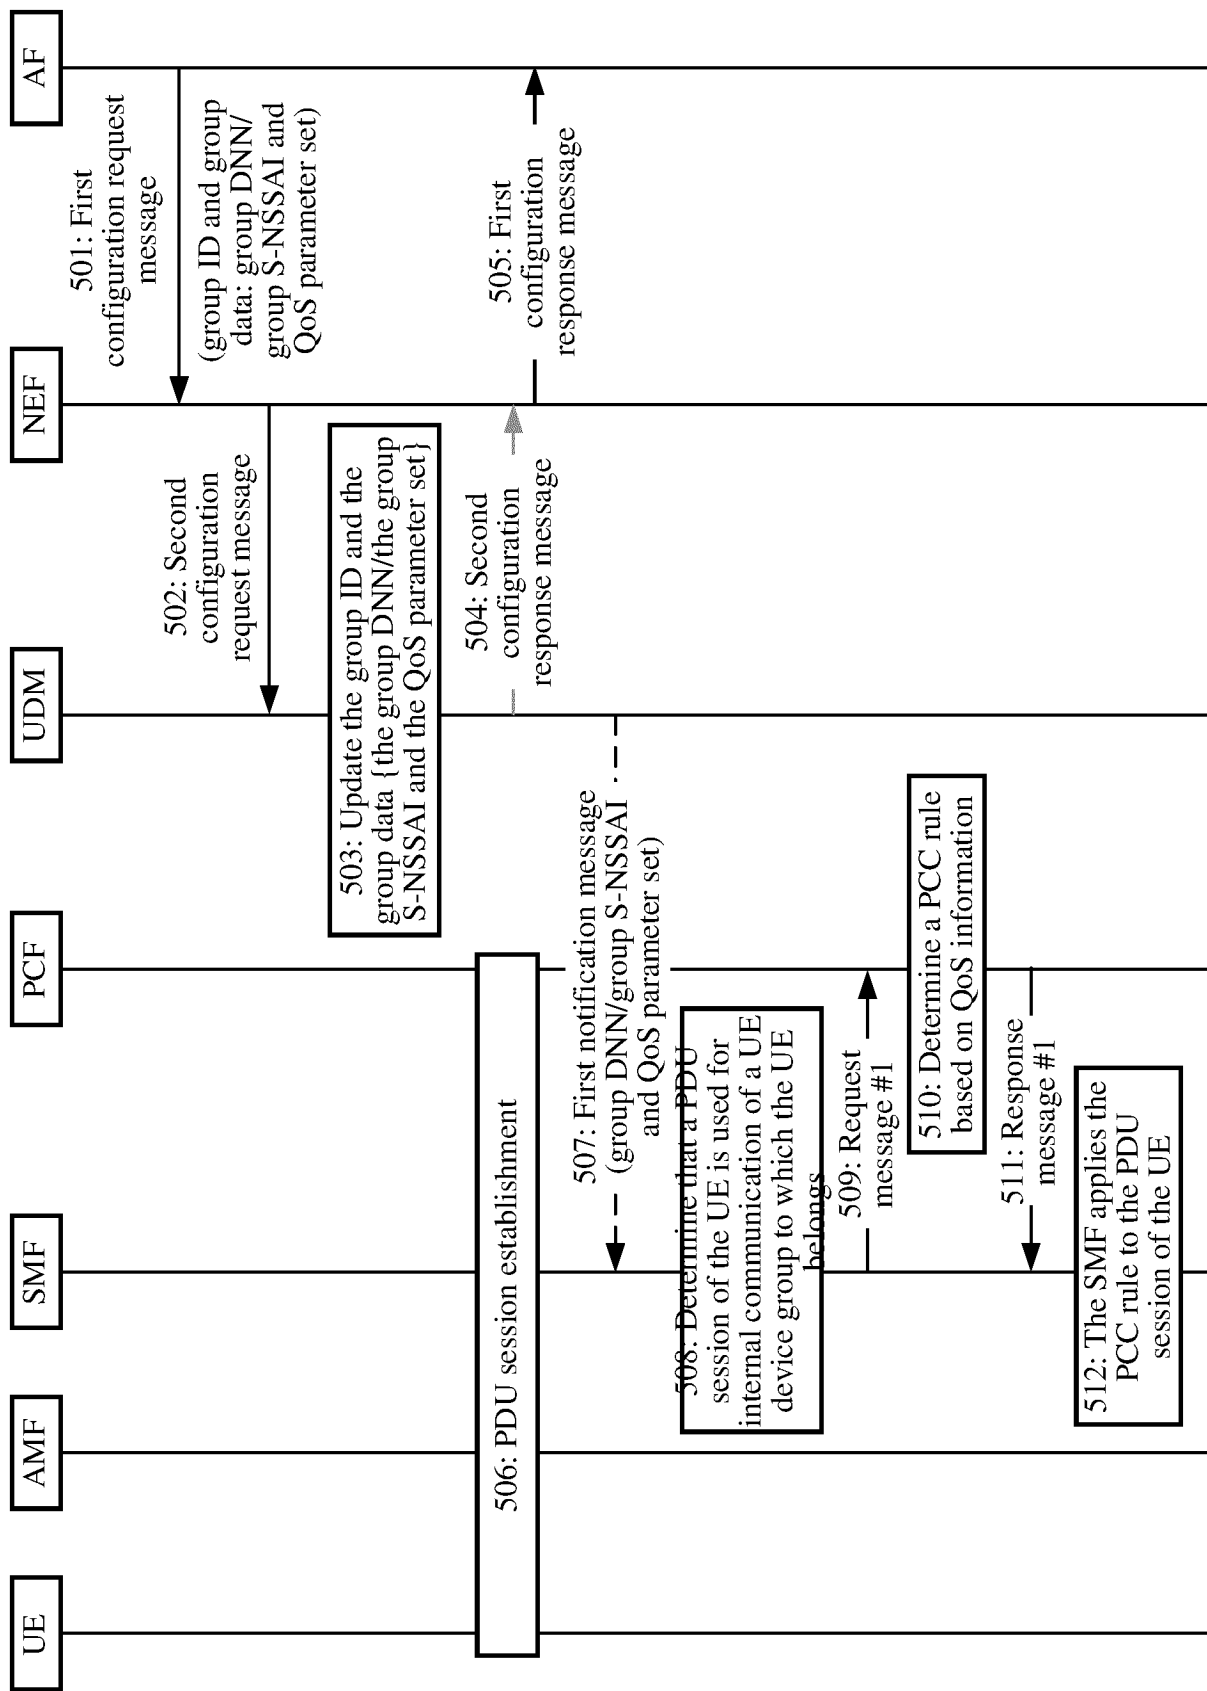 UE
AMF
SMF
PCF
UDM
NEF
AF
501: First
configuration request
message
(group ID and group
data: group DNN/
group S-NSSAI and
QoS parameter set)
502: Second
configuration
request message
503: Update the group ID and the
group data {the group DNN/the group
S-NSSAI and the QoS parameter set}
504: Second
configuration
response message
505: First
configuration
response message
506: PDU session establishment
507: First notification message
(group DNN/group S-NSSAI
and QoS parameter set)
508: Determine that a PDU
session of the UE is used for
internal communication of a UE
device group to which the UE
belongs
509: Request
message #1
510: Determine a PCC rule
based on QoS information
511: Response
message #1
512: The SMF applies the
PCC rule to the PDU
session of the UE